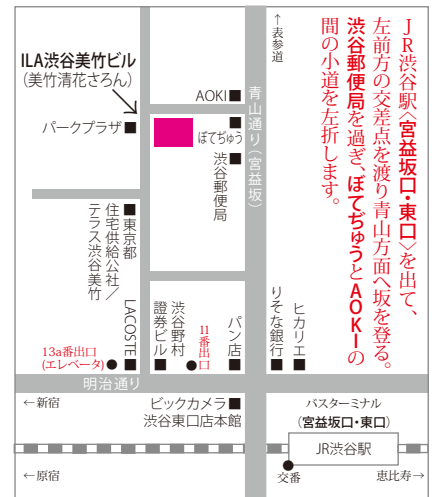 JR渋谷駅〈宮益坂口・東口〉を出て、
左前方の交差点を渡り青山方面へ坂を登る。
渋谷郵便局を過ぎ、ぽてぢゅうとAOKIの
間の小道を左折します。
↑表参道
ILA渋谷美竹ビル
(美竹清花さろん)
AOKI■
青山通り(宮益坂)
パークプラザ■
ぼてぢゅう
■渋谷郵便局
■東京都
住宅供給公社／
テラス渋谷美竹
LACOSTE■
13a番出口
(エレベータ)●
渋谷野村
證券ビル■
11番出口●
パン店■
りそな銀行■
ヒカリエ■
明治通り
←新宿
ビックカメラ■
渋谷東口店本館
バスターミナル
(宮益坂口・東口)
JR渋谷駅
←原宿
交番
恵比寿→